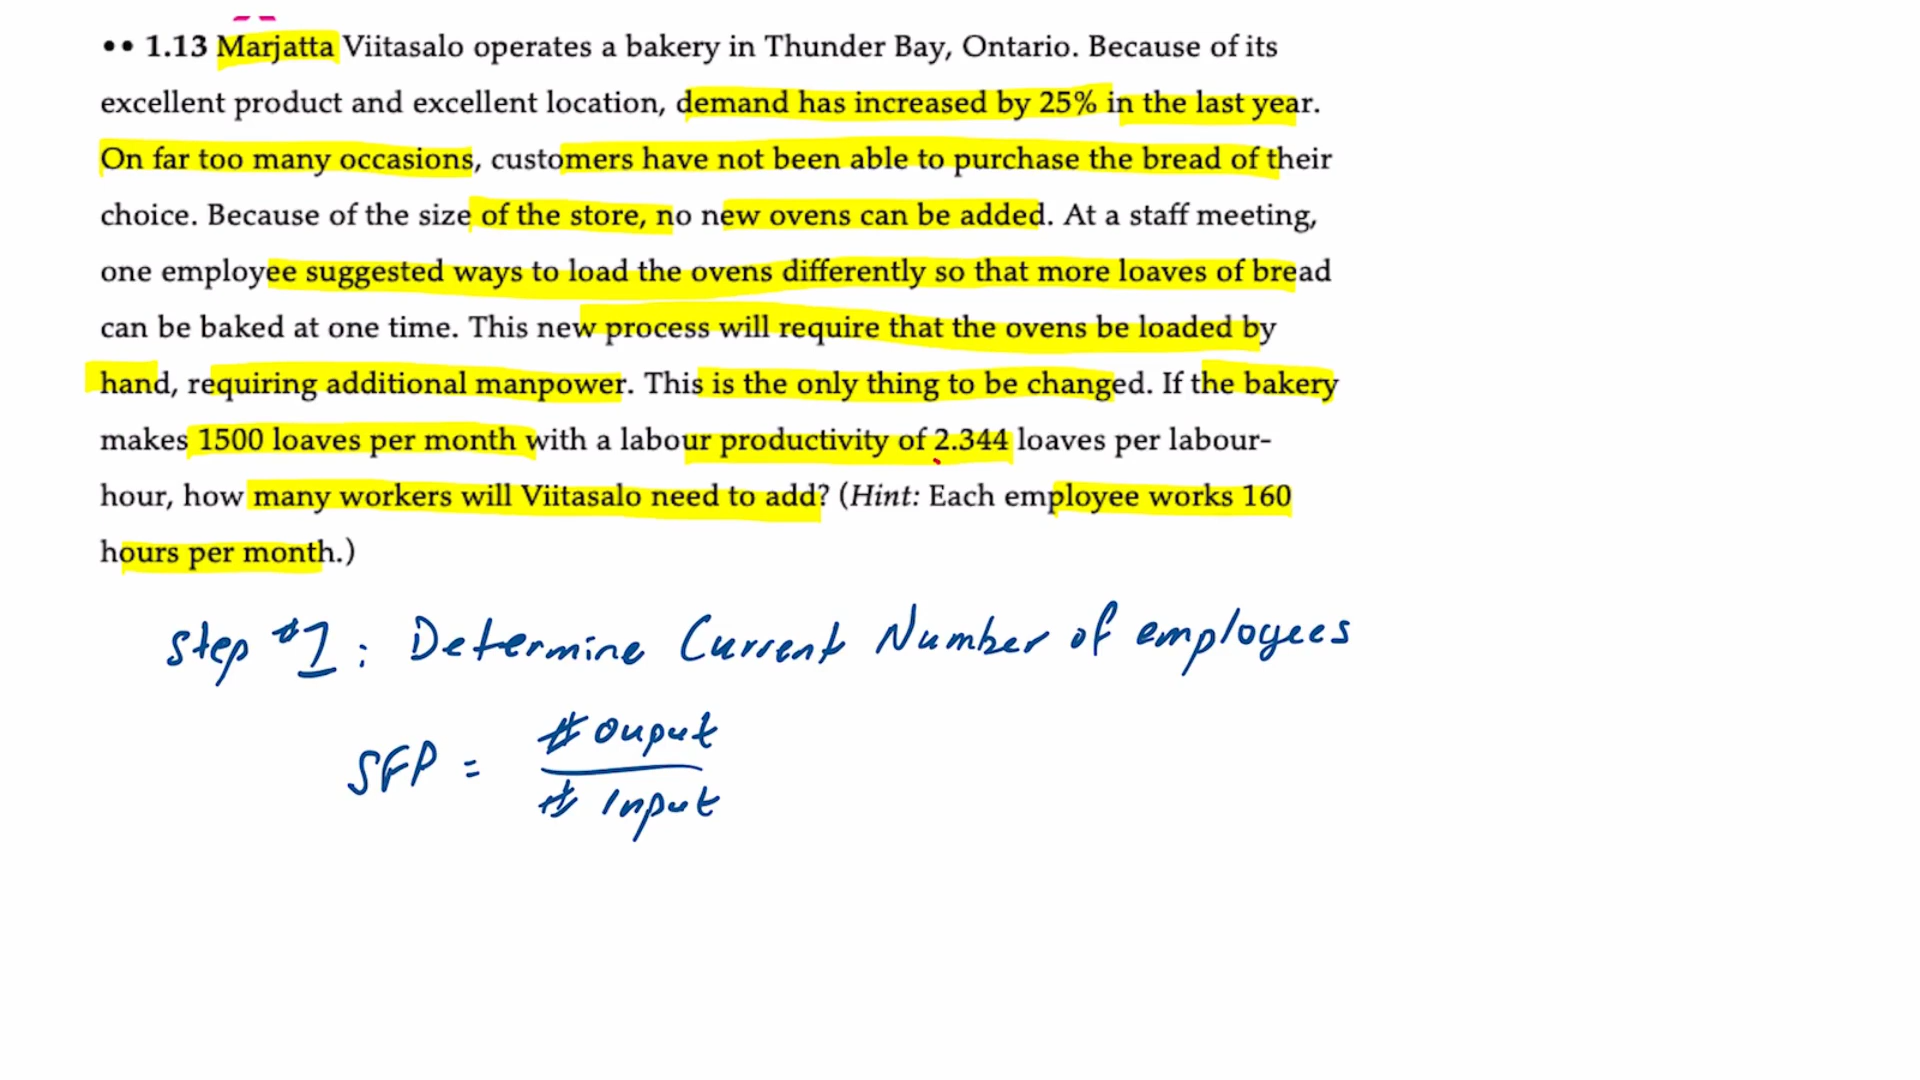 •• 1.13 Marjatta Viitasalo operates a bakery in Thunder Bay, Ontario. Because of its
excellent product and excellent location, demand has increased by 25% in the last year.
On far too many occasions, customers have not been able to purchase the bread of their
choice. Because of the size of the store, no new ovens can be added. At a staff meeting,
one employee suggested ways to load the ovens differently so that more loaves of bread
can be baked at one time. This new process will require that the ovens be loaded by
hand, requiring additional manpower. This is the only thing to be changed. If the bakery
makes 1500 loaves per month with a labour productivity of 2.344 loaves per labour-
hour, how many workers will Viitasalo need to add? (Hint: Each employee works 160
hours per month.)
Step #1: Determine Current Number of employees
SFP = # Ouput
# Input